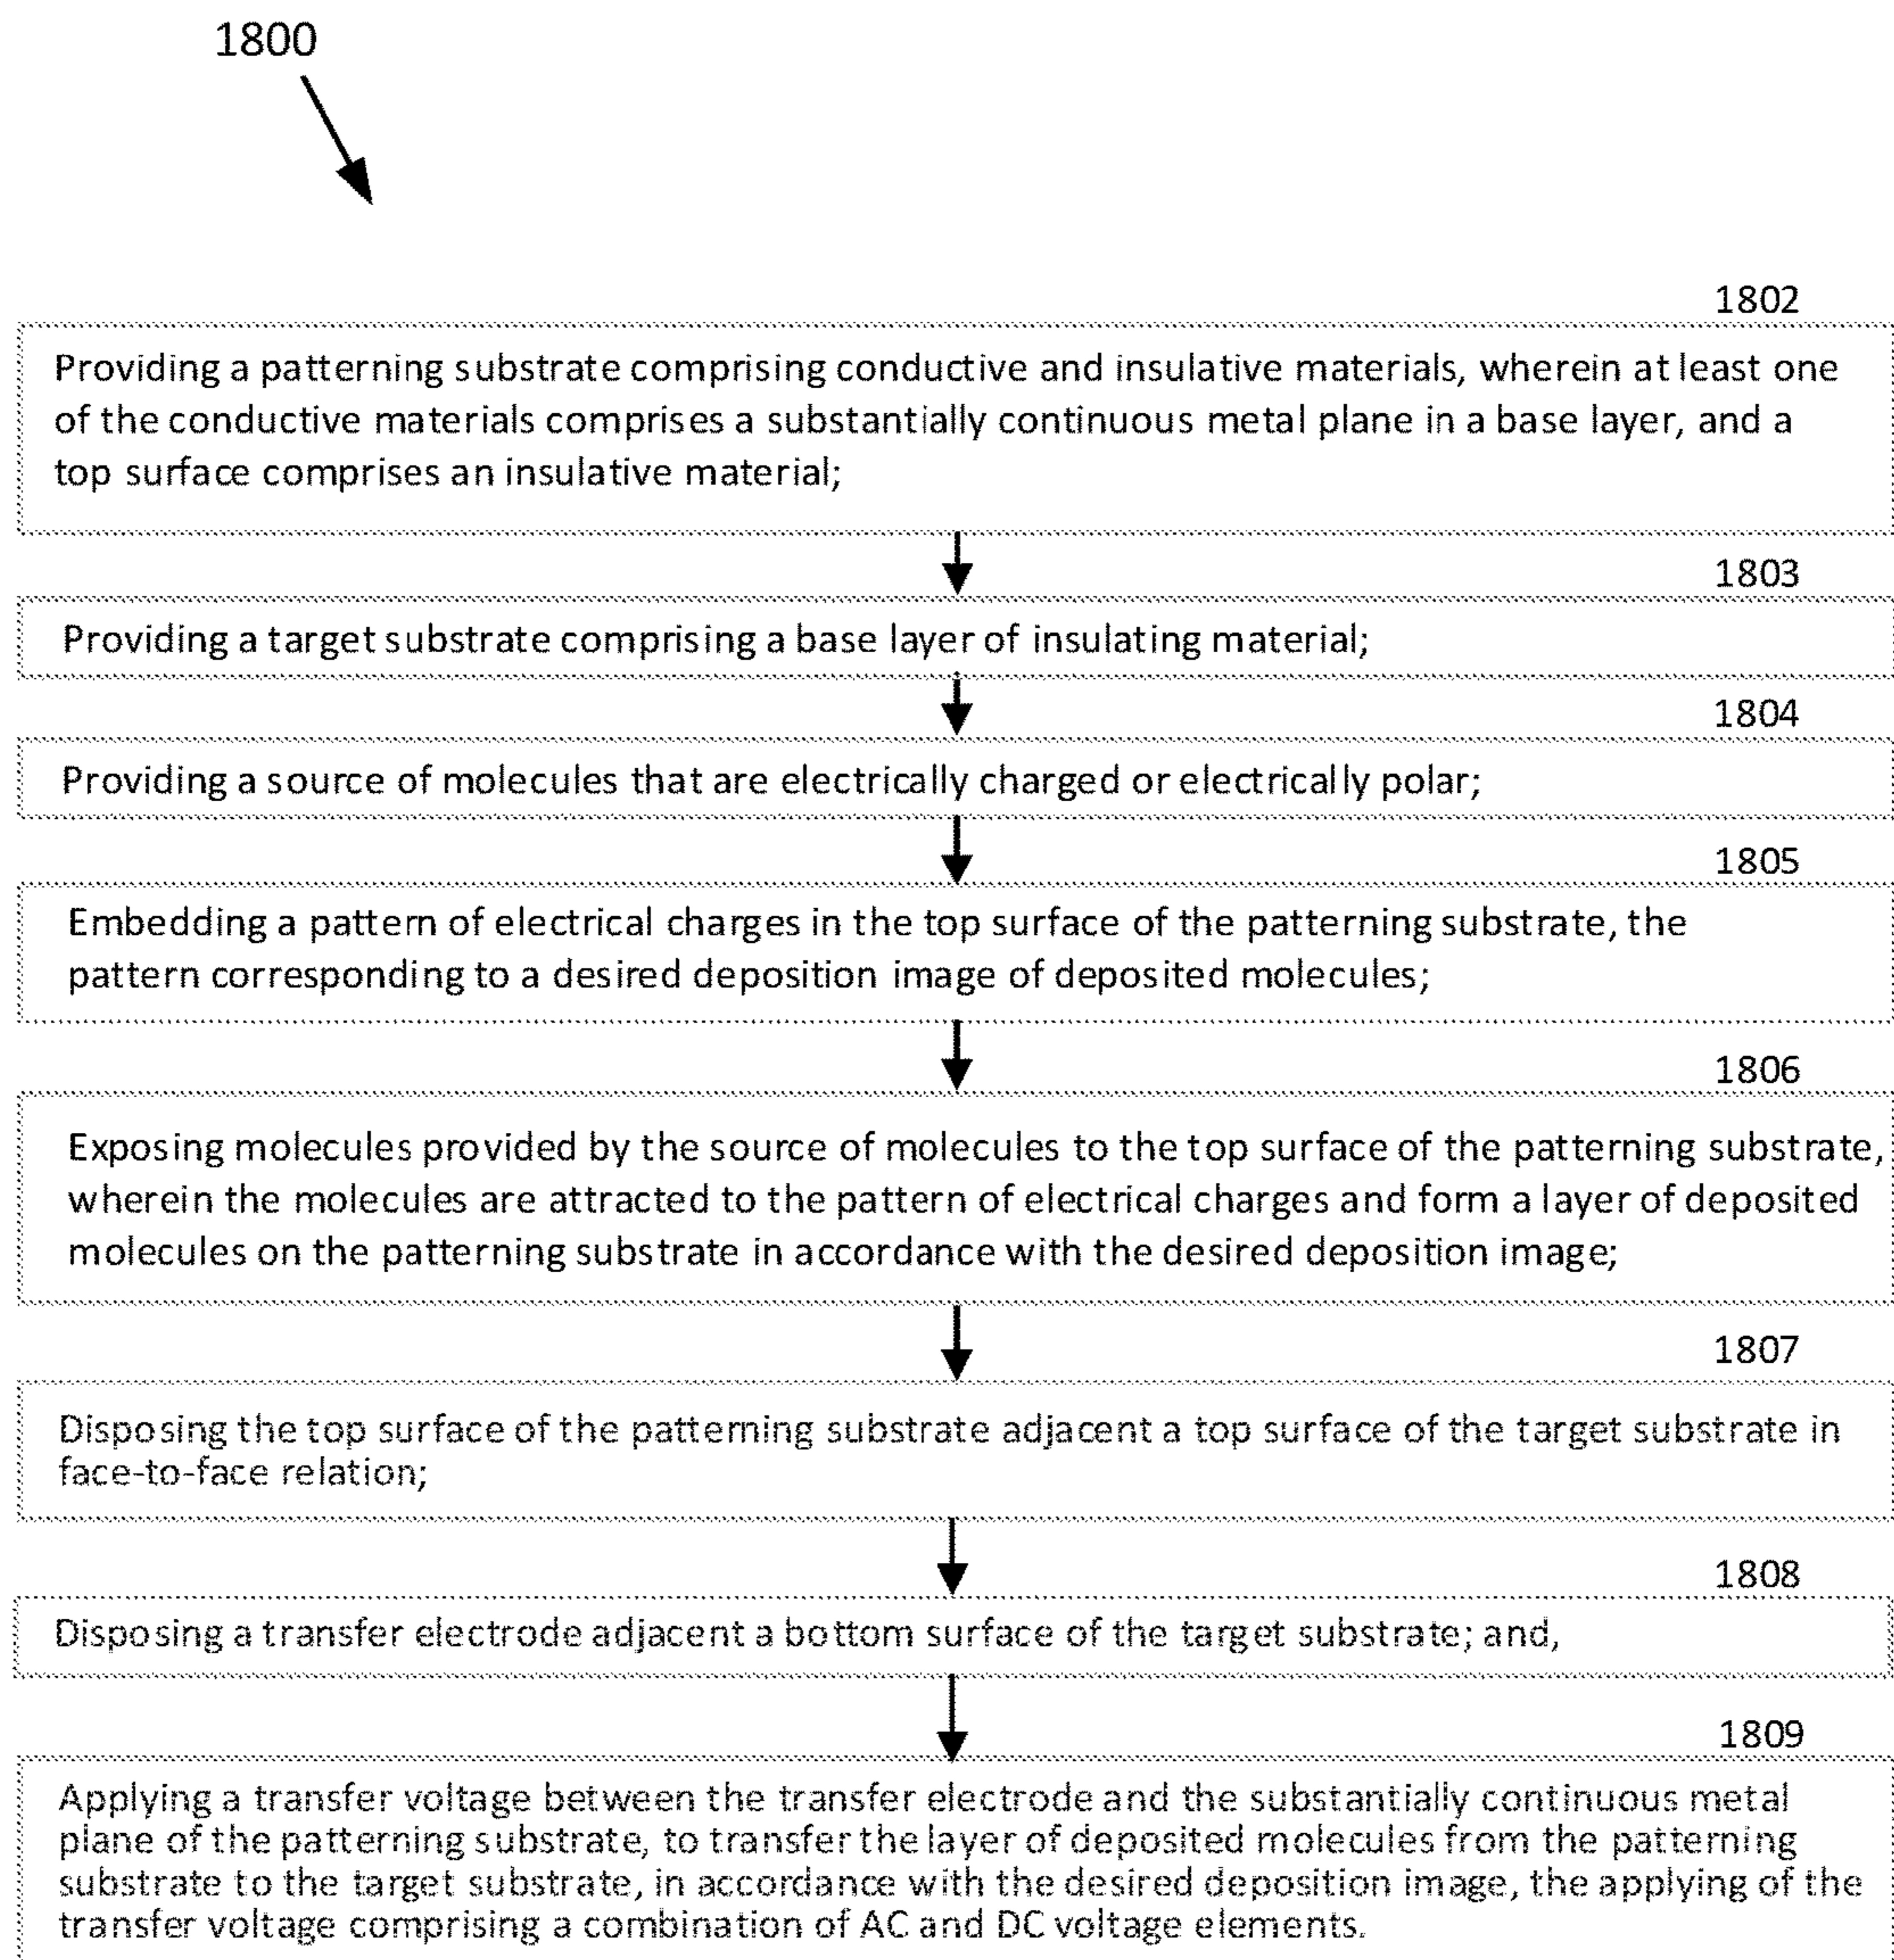 1800
1802
Providing a patterning substrate comprising conductive and insulative materials, wherein at least one
of the conductive materials comprises a substantially continuous metal plane in a base layer, and a
top surface comprises an insulative material;
1803
Providing a target substrate comprising a base layer of insulating material;
1804
Providing a source of molecules that are electrically charged or electrically polar;
1805
Embedding a pattern of electrical charges in the top surface of the patterning substrate, the
pattern corresponding to a desired deposition image of deposited molecules;
1806
Exposing molecules provided by the source of molecules to the top surface of the patterning substrate,
wherein the molecules are attracted to the pattern of electrical charges and form a layer of deposited
molecules on the patterning substrate in accordance with the desired deposition image;
1807
Disposing the top surface of the patterning substrate adjacent a top surface of the target substrate in
face-to-face relation;
1808
Disposing a transfer electrode adjacent a bottom surface of the target substrate; and,
1809
Applying a transfer voltage between the transfer electrode and the substantially continuous metal
plane of the patterning substrate, to transfer the layer of deposited molecules from the patterning
substrate to the target substrate, in accordance with the desired deposition image, the applying of the
transfer voltage comprising a combination of AC and DC voltage elements.